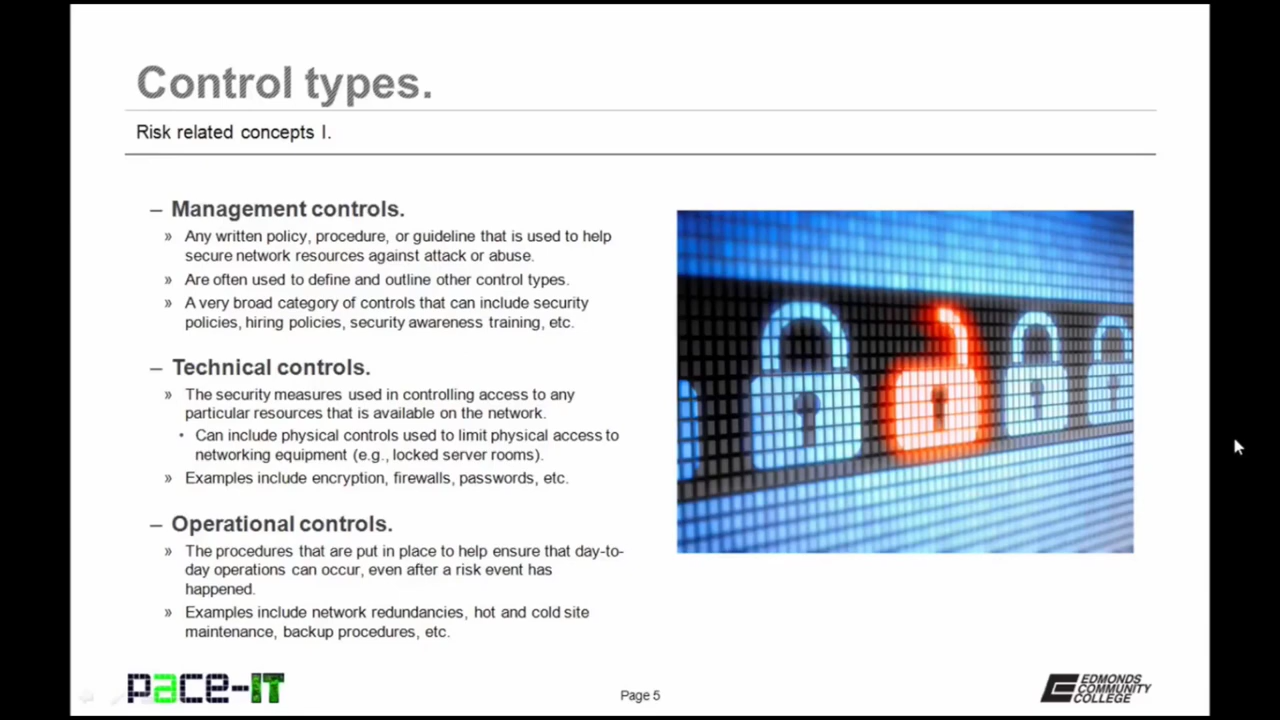 Control types.
Risk related concepts I.
– Management controls.
» Any written policy, procedure, or guideline that is used to help
secure network resources against attack or abuse.
» Are often used to define and outline other control types.
» A very broad category of controls that can include security
policies, hiring policies, security awareness training, etc.
– Technical controls.
» The security measures used in controlling access to any
particular resources that is available on the network.
• Can include physical controls used to limit physical access to
networking equipment (e.g., locked server rooms).
» Examples include encryption, firewalls, passwords, etc.
– Operational controls.
» The procedures that are put in place to help ensure that day-to-
day operations can occur, even after a risk event has
happened.
» Examples include network redundancies, hot and cold site
maintenance, backup procedures, etc.
pace-IT
Page 5
EDMONDS
COMMUNITY
COLLEGE